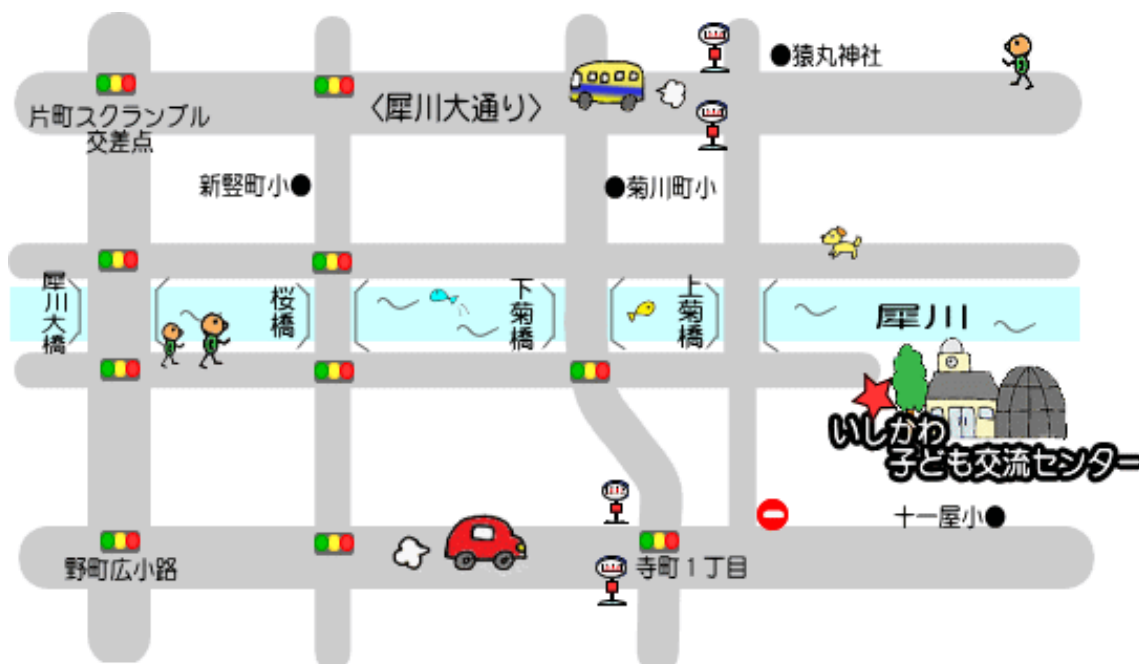 猿丸神社
片町スクランブル
交差点
〈犀川大通り〉
新竪町小
菊川町小
犀川大橋
桜橋
下菊橋
上菊橋
犀川
いしかわ
子ども交流センター
十一屋小
野町広小路
寺町1丁目